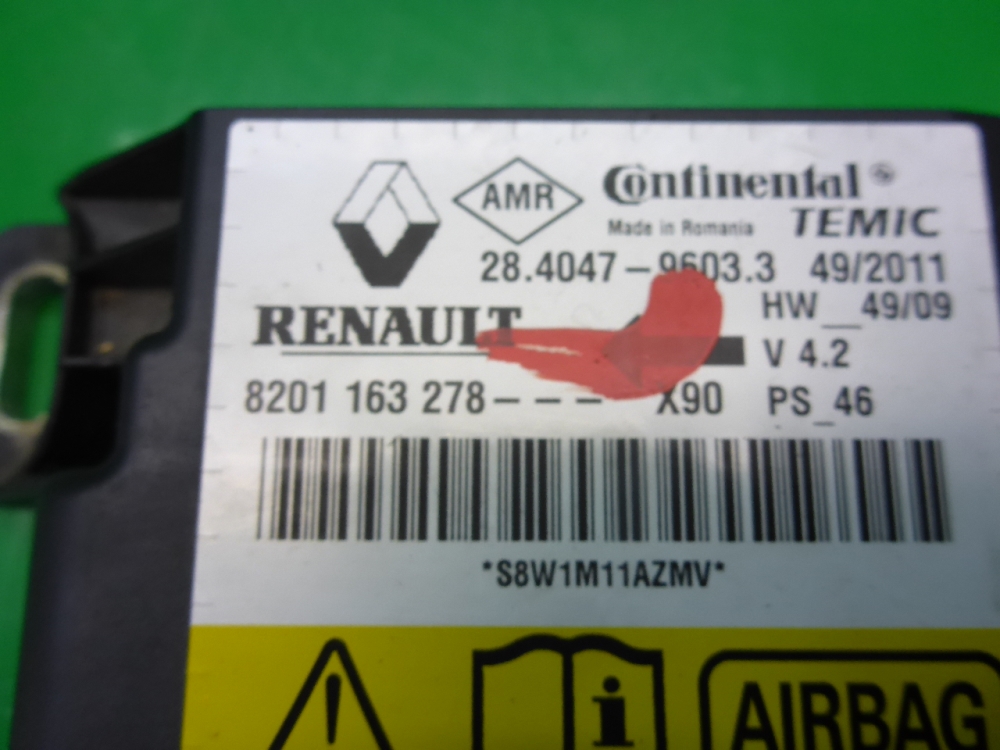 AMR
Continental
Made in Romania TEMIC
28.4047-9603.3 49/2011
HW__49/09
RENAULT
V 4.2
8201 163 278--- X90 PS_46
*S8W1M11AZMV*
i
AIRBAG